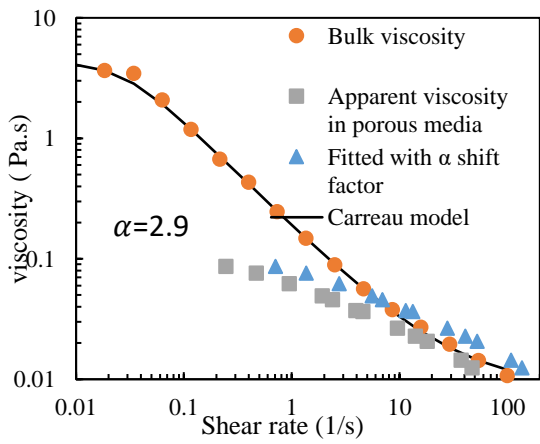 10
1
0.1
0.01
viscosity ( Pa.s)
Bulk viscosity
Apparent viscosity
in porous media
Fitted with α shift
factor
Carreau model
α=2.9
0.01
0.1
1
10
100
Shear rate (1/s)